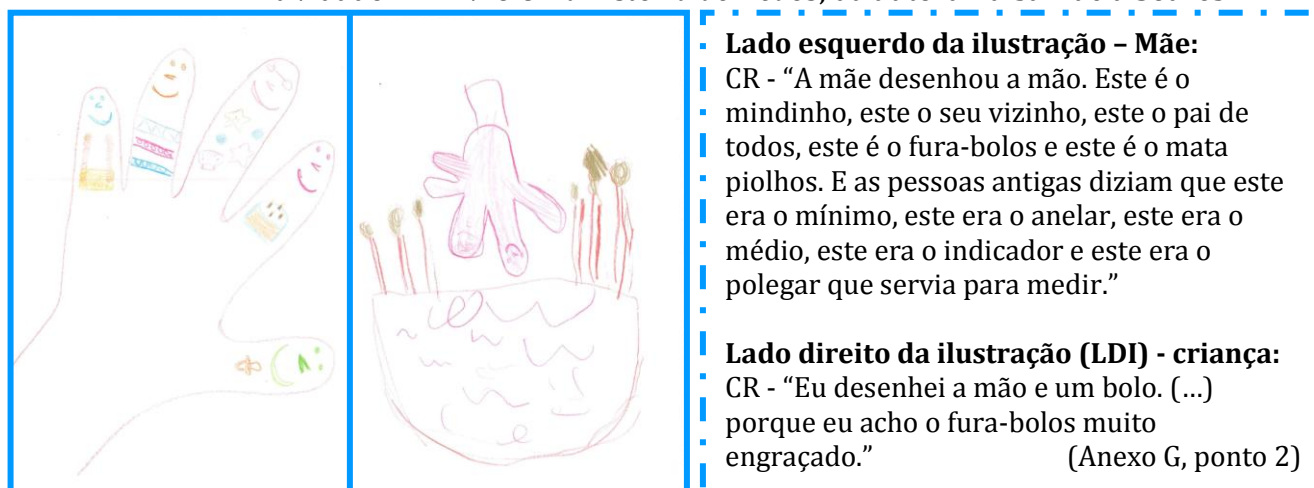 Lado esquerdo da ilustração – Mãe:
CR - “A mãe desenhou a mão. Este é o
mindinho, este o seu vizinho, este o pai de
todos, este é o fura-bolos e este é o mata
piolhos. E as pessoas antigas diziam que este
era o mínimo, este era o anelar, este era o
médio, este era o indicador e este era o
polegar que servia para medir.”
Lado direito da ilustração (LDI) - criança:
CR - “Eu desenhei a mão e um bolo. (…)
porque eu acho o fura-bolos muito
engraçado.” (Anexo G, ponto 2)